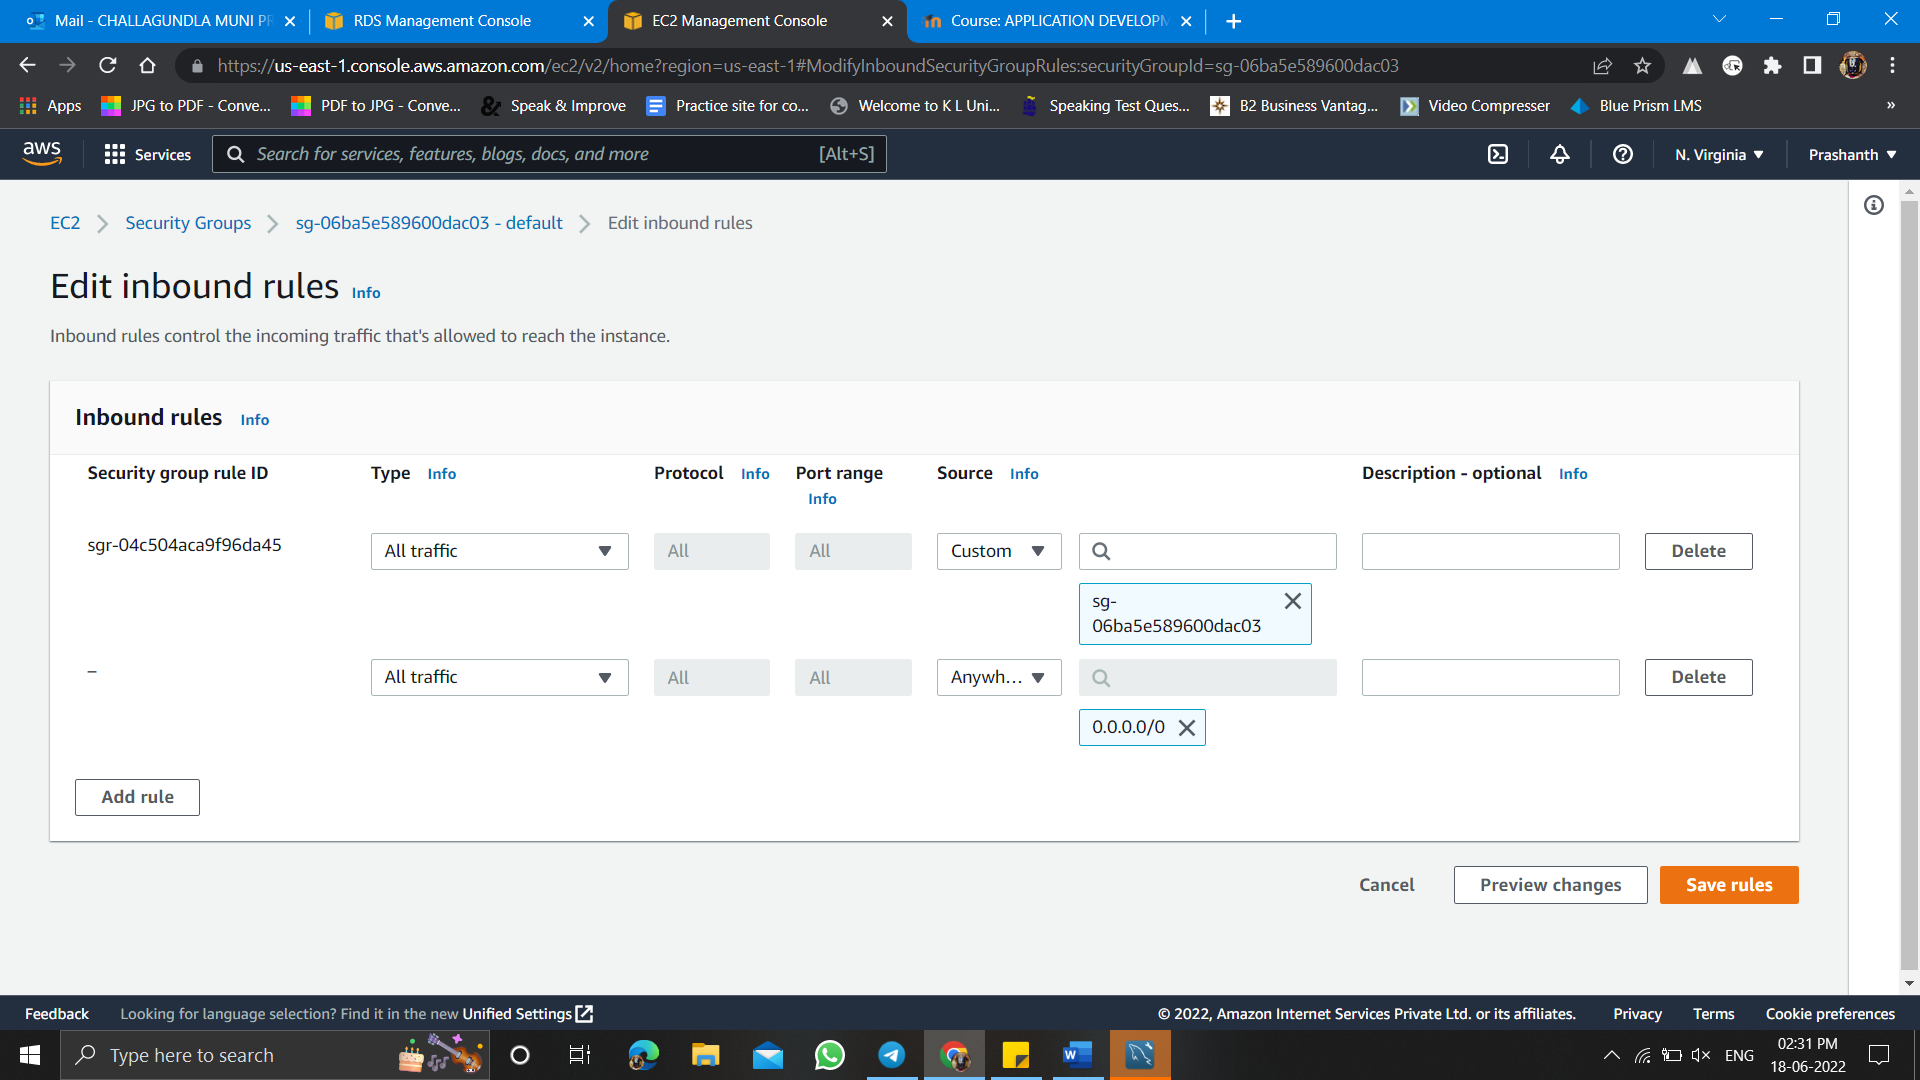 Mail - CHALLAGUNDLA MUNI PR
RDS Management Console
EC2 Management Console
Course: APPLICATION DEVELOPM
https://us-east-1.console.aws.amazon.com/ec2/v2/home?region=us-east-1#ModifyInboundSecurityGroupRules:securityGroupId=sg-06ba5e589600dac03
Apps
JPG to PDF - Conve...
PDF to JPG - Conve...
Speak & Improve
Practice site for co...
Welcome to K L Uni...
Speaking Test Ques...
B2 Business Vantag...
Video Compresser
Blue Prism LMS
»
aws
Services
Search for services, features, blogs, docs, and more
[Alt+S]
N. Virginia
Prashanth
EC2
Security Groups
sg-06ba5e589600dac03 - default
Edit inbound rules
Edit inbound rules Info
Inbound rules control the incoming traffic that's allowed to reach the instance.
Inbound rules Info
Security group rule ID
Type Info
Protocol Info
Port range
Info
Source Info
Description - optional Info
sgr-04c504aca9f96da45
All traffic
All
All
Custom
Delete
sg-
06ba5e589600dac03
–
All traffic
All
All
Anywh...
Delete
0.0.0.0/0
Add rule
Cancel
Preview changes
Save rules
Feedback
Looking for language selection? Find it in the new Unified Settings
© 2022, Amazon Internet Services Private Ltd. or its affiliates.
Privacy
Terms
Cookie preferences
Type here to search
ENG
02:31 PM
18-06-2022